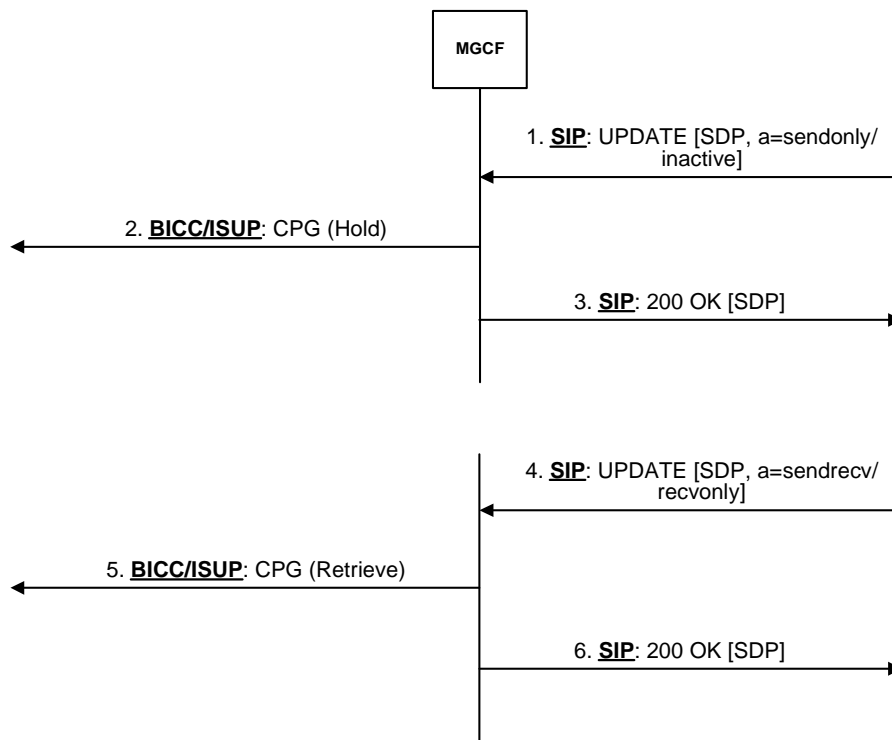 MGCF
1. SIP: UPDATE [SDP, a=sendonly/
inactive]
2. BICC/ISUP: CPG (Hold)
3. SIP: 200 OK [SDP]
4. SIP: UPDATE [SDP, a=sendrecv/
recvonly]
5. BICC/ISUP: CPG (Retrieve)
6. SIP: 200 OK [SDP]